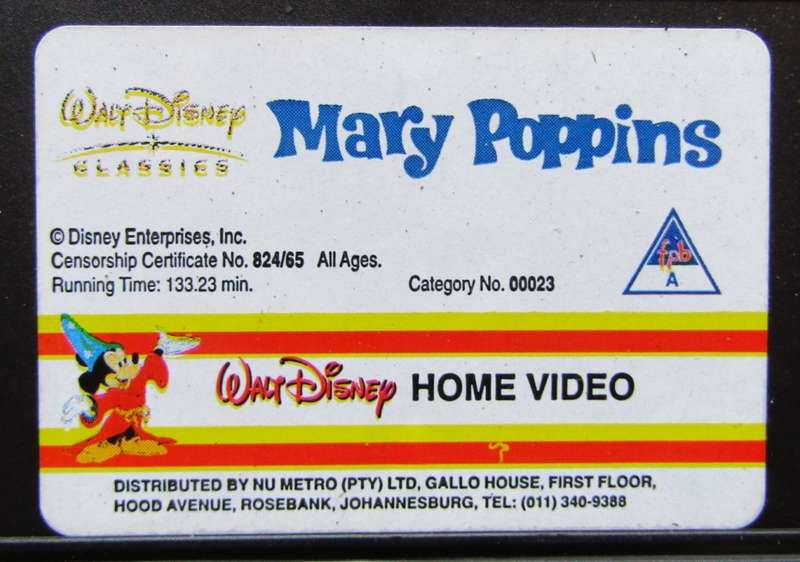 WALT DISNEY
CLASSICS
Mary Poppins
© Disney Enterprises, Inc.
Censorship Certificate No. 824/65 All Ages.
Running Time: 133.23 min.
Category No. 00023
fpb
A
WALT DISNEY HOME VIDEO
DISTRIBUTED BY NU METRO (PTY) LTD, GALLO HOUSE, FIRST FLOOR,
HOOD AVENUE, ROSEBANK, JOHANNESBURG, TEL: (011) 340-9388